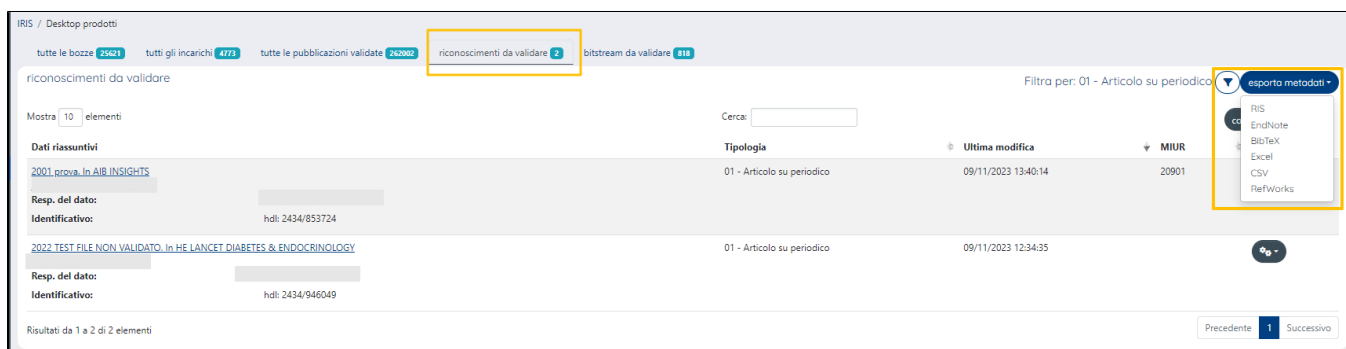 IRIS / Desktop prodotti
tutte le bozze 25621 tutti gli incarichi 4773 tutte le pubblicazioni validate 262002 riconoscimenti da validare 2 bitstream da validare 818
riconoscimenti da validare
Filtra per: 01 - Articolo su periodico esporta metadati
RIS
EndNote
BibTeX
Excel
CSV
RefWorks
Mostra 10 elementi Cerca:
Dati riassuntivi Tipologia Ultima modifica MIUR
2001 prova. In AIB INSIGHTS 01 - Articolo su periodico 09/11/2023 13:40:14 20901
Resp. del dato:
Identificativo: hdl: 2434/853724
2022 TEST FILE NON VALIDATO. In HE LANCET DIABETES & ENDOCRINOLOGY 01 - Articolo su periodico 09/11/2023 12:34:35
Resp. del dato:
Identificativo: hdl: 2434/946049
Risultati da 1 a 2 di 2 elementi Precedente 1 Successivo